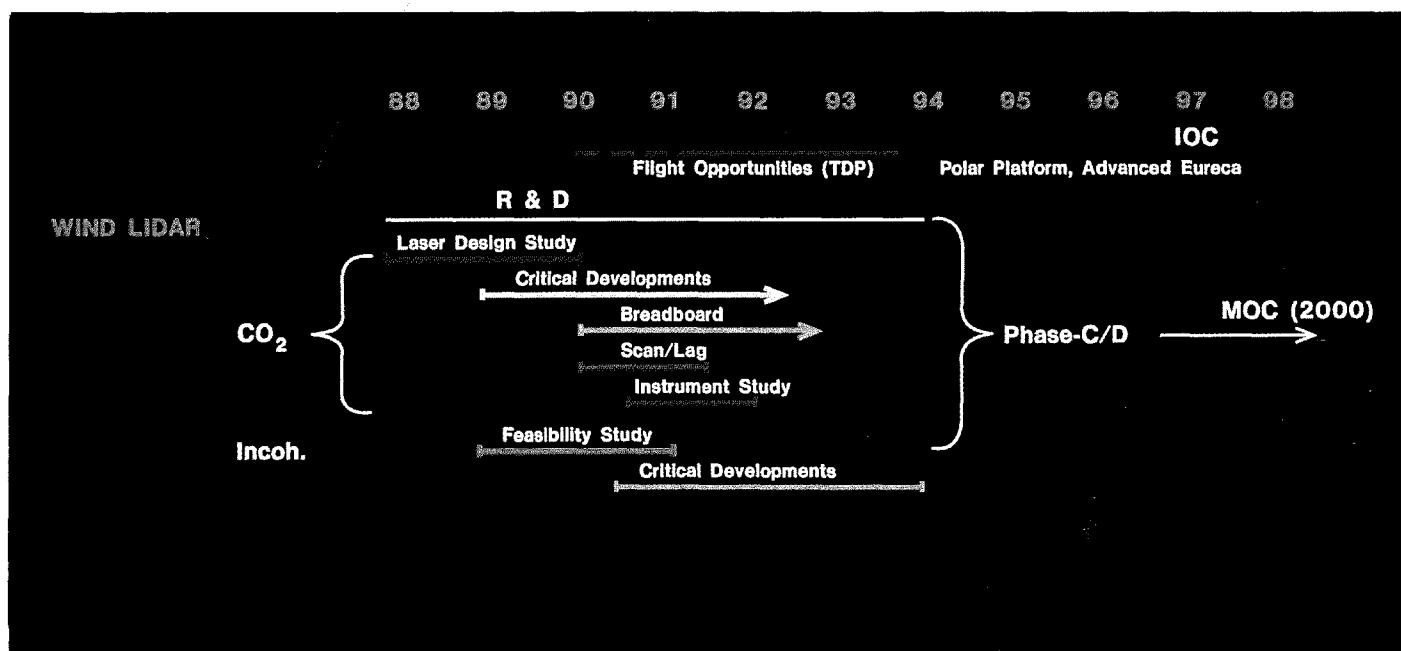 88 89 90 91 92 93 94 95 96 97 98
IOC
Flight Opportunities (TDP) Polar Platform, Advanced Eureca
R & D
WIND LIDAR
Laser Design Study
Critical Developments
Breadboard
CO₂ Phase-C/D MOC (2000)
Scan/Lag
Instrument Study
Feasibility Study
Incoh.
Critical Developments